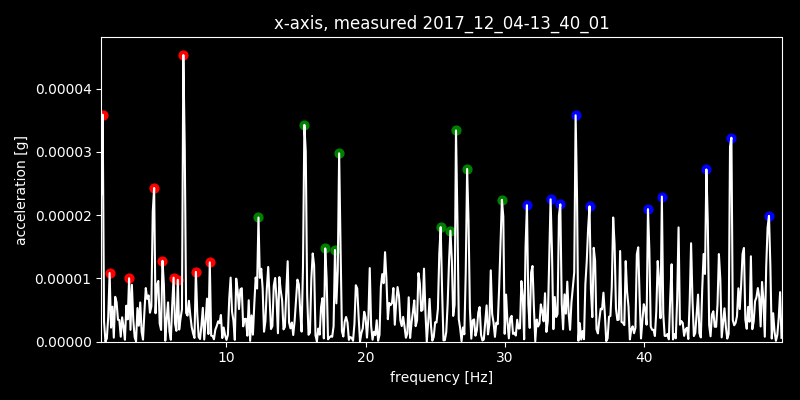 x-axis, measured 2017_12_04-13_40_01
acceleration [g]
0.00004
0.00003
0.00002
0.00001
0.00000
10 20 30 40
frequency [Hz]